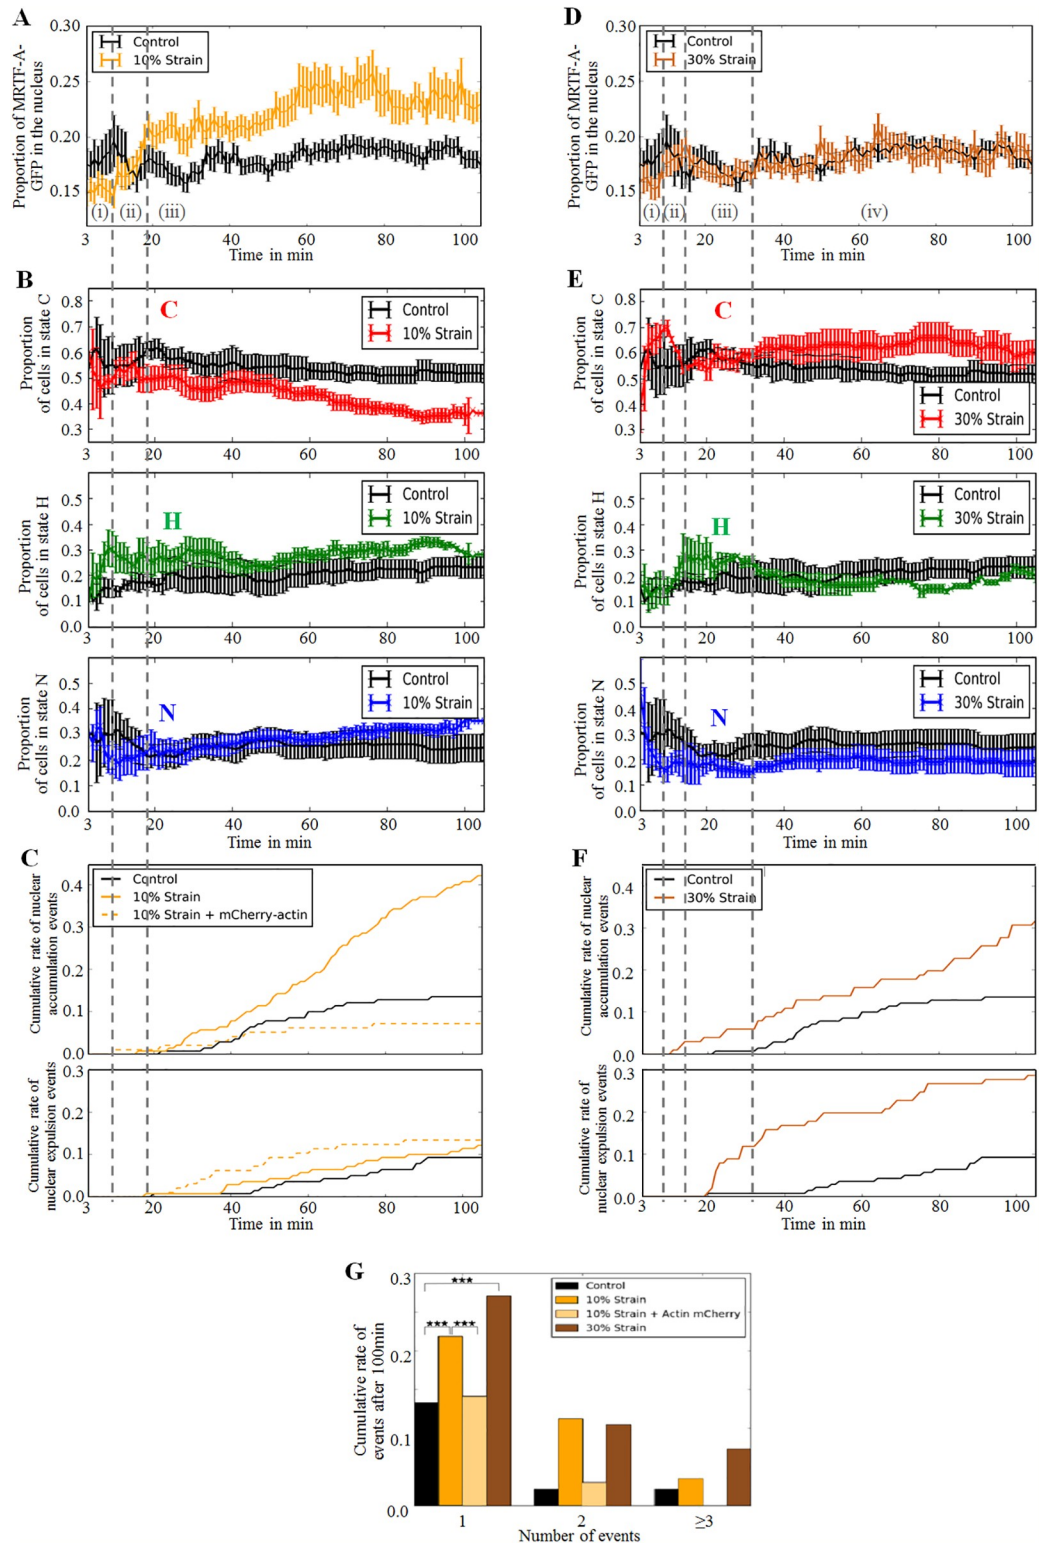 A
Proportion of MRTF-A-
GFP in the nucleus
0.30
0.25
0.20
0.15
Control
10% Strain
(i) (ii) (iii)
3 20 40 60 80 100
Time in min
D
Proportion of MRTF-A-
GFP in the nucleus
0.30
0.25
0.20
0.15
Control
30% Strain
(i) (ii) (iii) (iv)
3 20 40 60 80 100
Time in min
B
Proportion
of cells in state C
0.8
0.7
0.6
0.5
0.4
0.3
C
Control
10% Strain
3 20 40 60 80 100
E
Proportion
of cells in state C
0.8
0.7
0.6
0.5
0.4
0.3
C
Control
30% Strain
3 20 40 60 80 100
Proportion
of cells in state H
0.5
0.4
0.3
0.2
0.1
0.0
H
Control
10% Strain
3 20 40 60 80 100
Proportion
of cells in state H
0.5
0.4
0.3
0.2
0.1
0.0
H
Control
30% Strain
3 20 40 60 80 100
Proportion
of cells in state N
0.5
0.4
0.3
0.2
0.1
0.0
N
Control
10% Strain
3 20 40 60 80 100
Time in min
Proportion
of cells in state N
0.5
0.4
0.3
0.2
0.1
0.0
N
Control
30% Strain
3 20 40 60 80 100
Time in min
C
Cumulative rate of nuclear
accumulation events
0.4
0.3
0.2
0.1
0.0
Control
10% Strain
10% Strain + mCherry-actin
F
Cumulative rate of nuclear
accumulation events
0.4
0.3
0.2
0.1
0.0
Control
30% Strain
Cumulative rate of
nuclear expulsion events
0.3
0.2
0.1
0.0
3 20 40 60 80 100
Time in min
Cumulative rate of
nuclear expulsion events
0.3
0.2
0.1
0.0
3 20 40 60 80 100
Time in min
G
Cumulative rate of
events after 100min
0.3
0.2
0.1
0.0
★★★
★★★ ★★★
Control
10% Strain
10% Strain + Actin mCherry
30% Strain
1 2 ≥3
Number of events